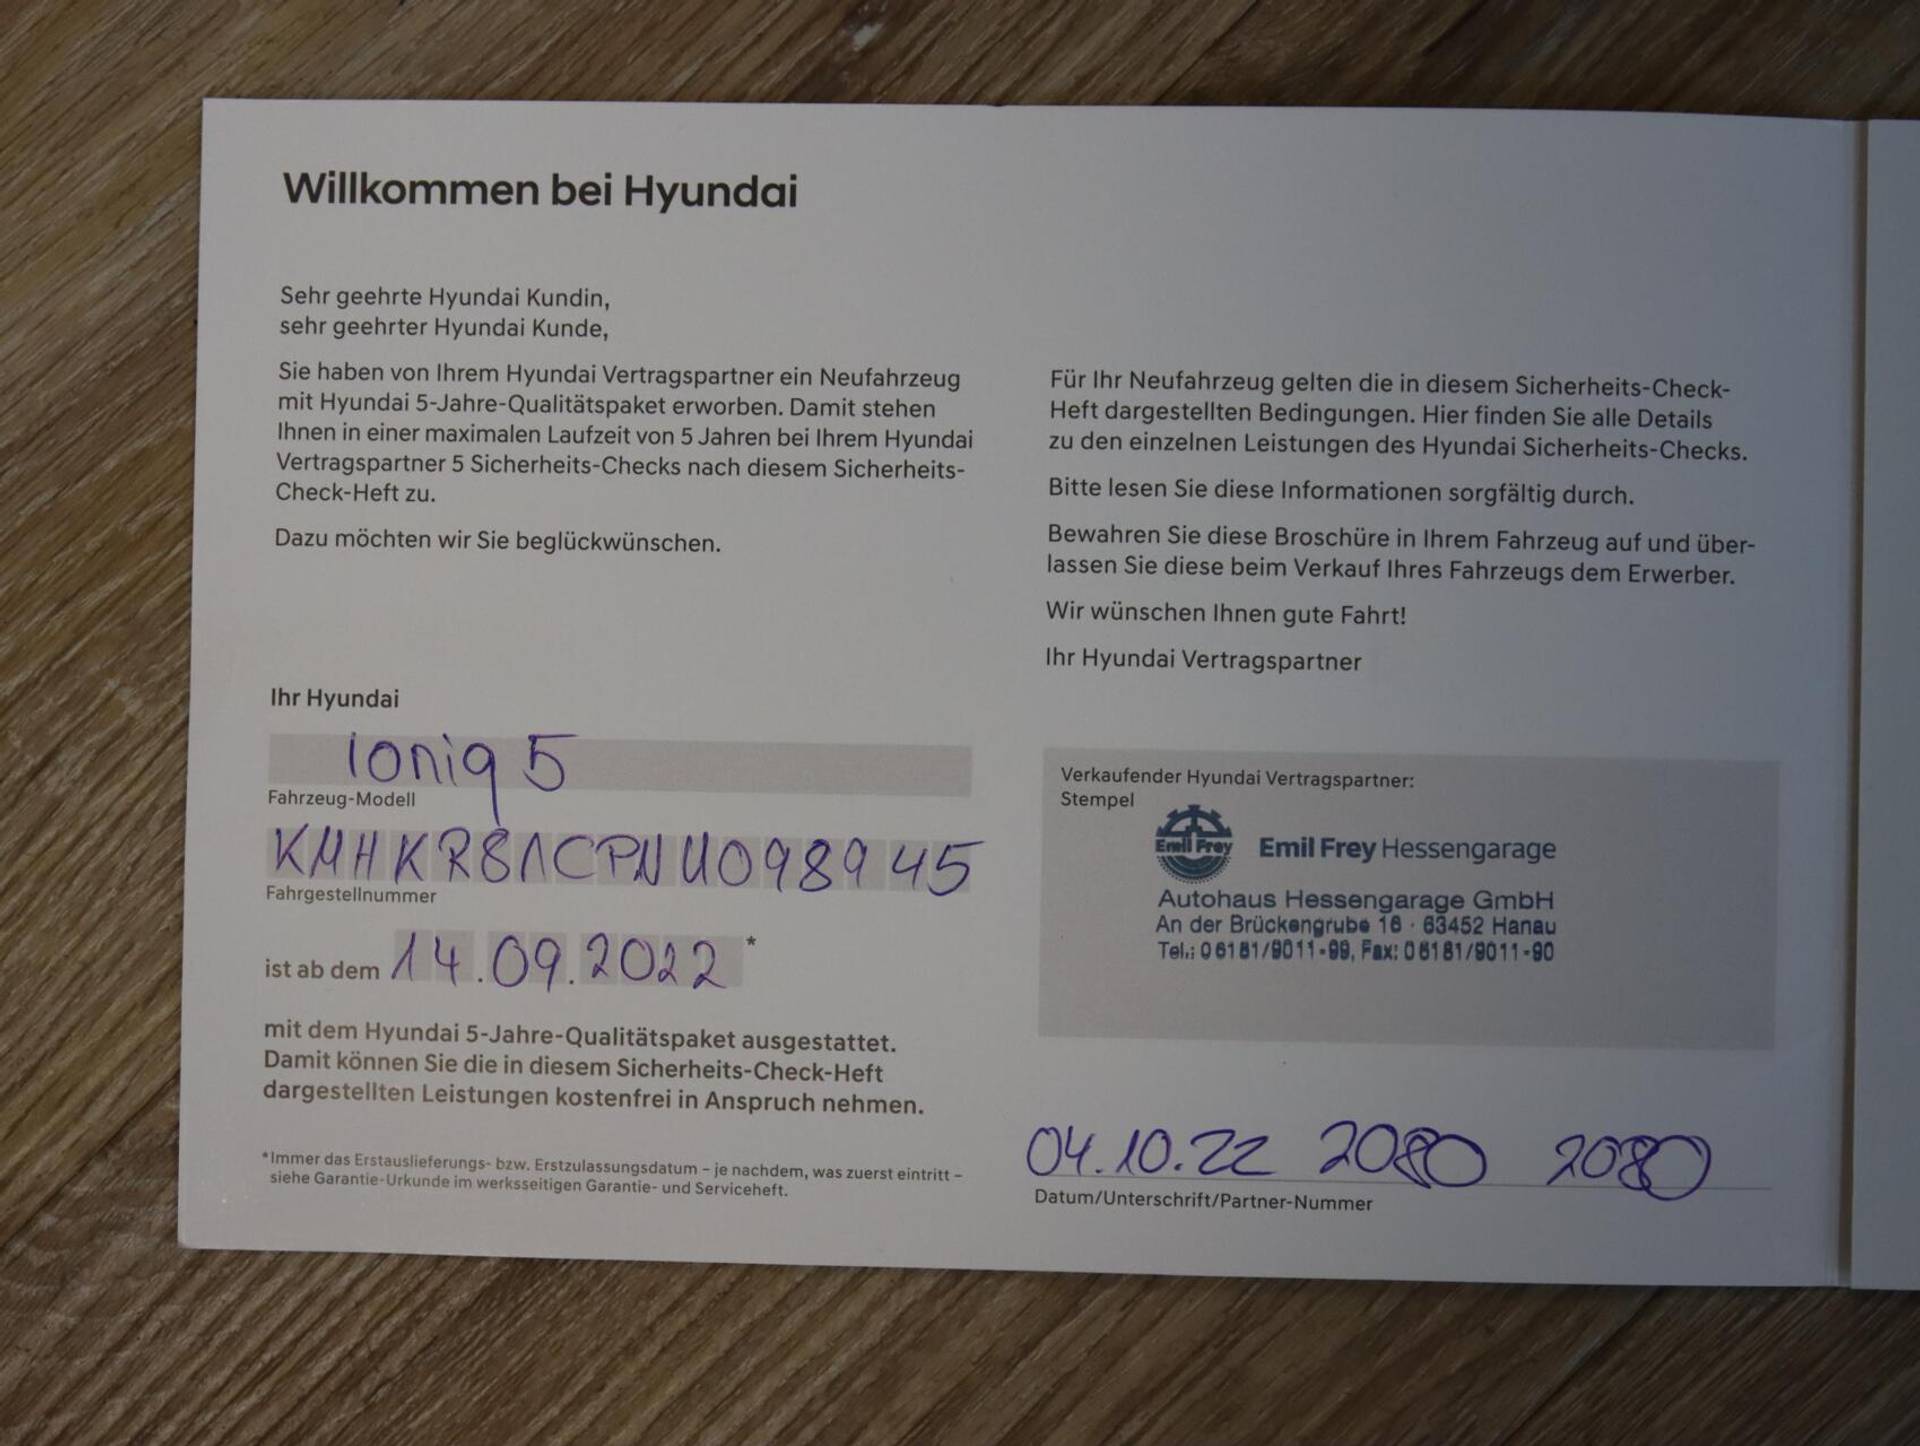 Willkommen bei Hyundai
Sehr geehrte Hyundai Kundin,
sehr geehrter Hyundai Kunde,
Sie haben von Ihrem Hyundai Vertragspartner ein Neufahrzeug
mit Hyundai 5-Jahre-Qualitätspaket erworben. Damit stehen
Ihnen in einer maximalen Laufzeit von 5 Jahren bei Ihrem Hyundai
Vertragspartner 5 Sicherheits-Checks nach diesem Sicherheits-
Check-Heft zu.
Dazu möchten wir Sie beglückwünschen.
Ihr Hyundai
Ioniq 5
Fahrzeug-Modell
KMHKR81CPNU098945
Fahrgestellnummer
ist ab dem 14.09.2022 *
mit dem Hyundai 5-Jahre-Qualitätspaket ausgestattet.
Damit können Sie die in diesem Sicherheits-Check-Heft
dargestellten Leistungen kostenfrei in Anspruch nehmen.
*Immer das Erstauslieferungs- bzw. Erstzulassungsdatum – je nachdem, was zuerst eintritt –
siehe Garantie-Urkunde im werksseitigen Garantie- und Serviceheft.
Für Ihr Neufahrzeug gelten die in diesem Sicherheits-Check-
Heft dargestellten Bedingungen. Hier finden Sie alle Details
zu den einzelnen Leistungen des Hyundai Sicherheits-Checks.
Bitte lesen Sie diese Informationen sorgfältig durch.
Bewahren Sie diese Broschüre in Ihrem Fahrzeug auf und über-
lassen Sie diese beim Verkauf Ihres Fahrzeugs dem Erwerber.
Wir wünschen Ihnen gute Fahrt!
Ihr Hyundai Vertragspartner
Verkaufender Hyundai Vertragspartner:
Stempel
Emil Frey
Emil Frey Hessengarage
Autohaus Hessengarage GmbH
An der Brückengrube 16 · 63452 Hanau
Tel.: 06181/9011-99, Fax: 06181/9011-90
04.10.22 2080 2080
Datum/Unterschrift/Partner-Nummer